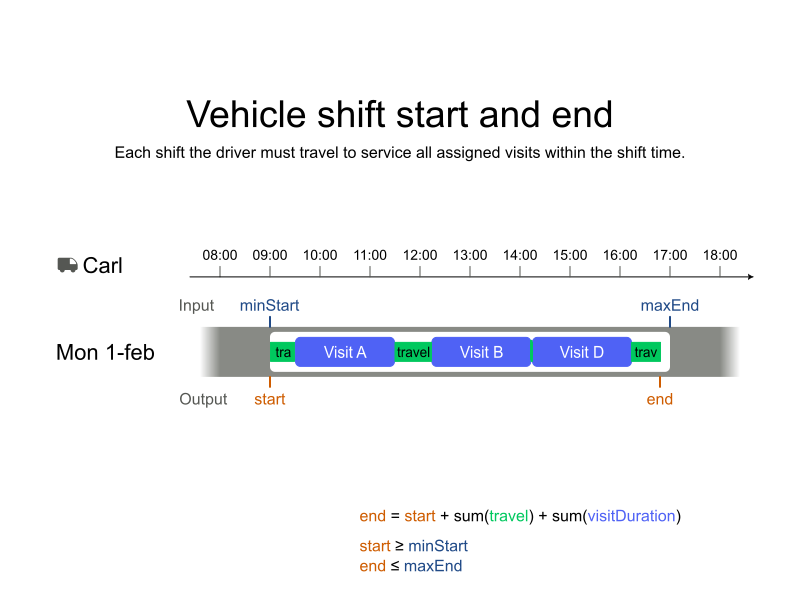 Vehicle shift start and end
Each shift the driver must travel to service all assigned visits within the shift time.
08:00 09:00 10:00 11:00 12:00 13:00 14:00 15:00 16:00 17:00 18:00
Carl
Input minStart maxEnd
Mon 1-feb tra Visit A travel Visit B Visit D trav
Output start end
end = start + sum(travel) + sum(visitDuration)
start ≥ minStart
end ≤ maxEnd